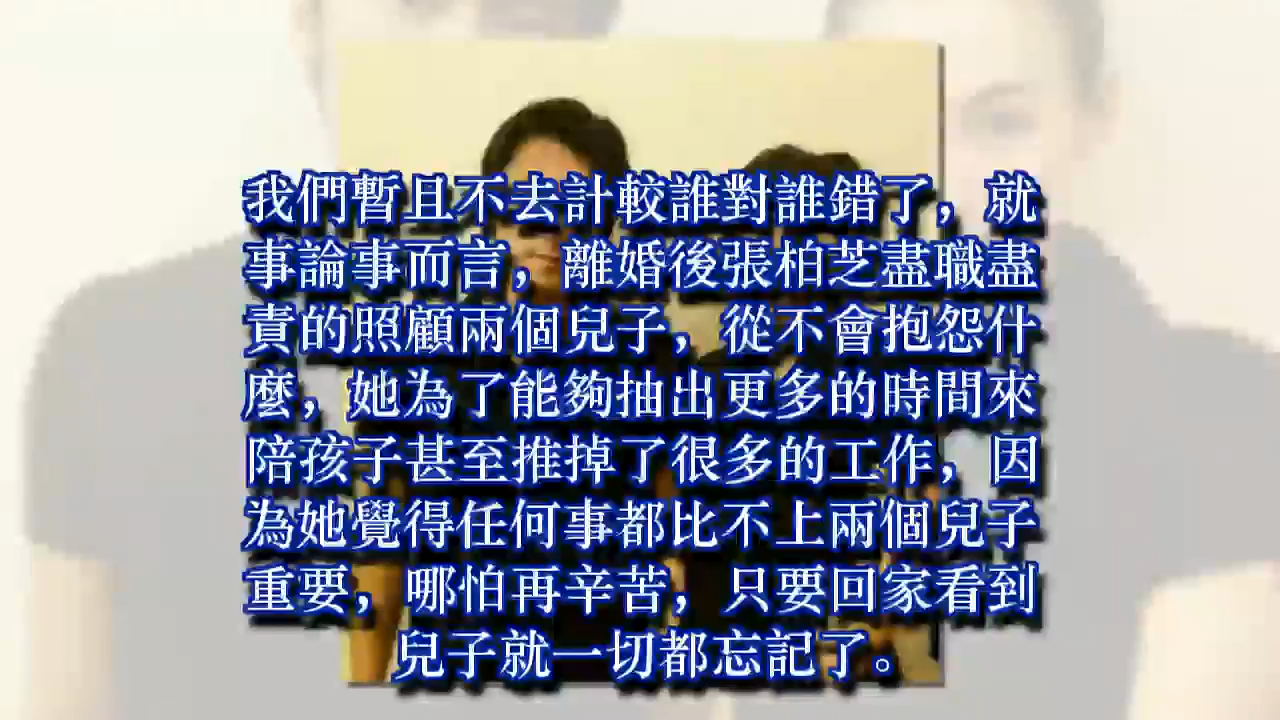 我們暫且不去計較誰對誰錯了，就
事論事而言，離婚後張柏芝盡職盡
責的照顧兩個兒子，從不會抱怨什
麼，她為了能夠抽出更多的時間來
陪孩子甚至推掉了很多的工作，因
為她覺得任何事都比不上兩個兒子
重要，哪怕再辛苦，只要回家看到
兒子就一切都忘記了。